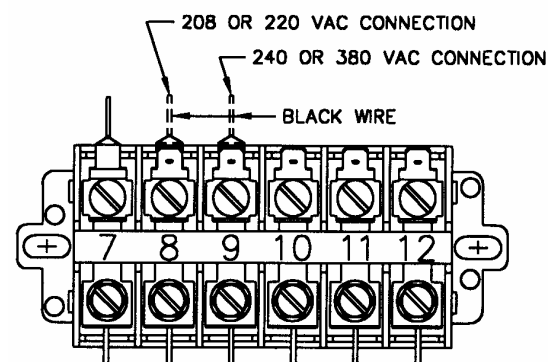 208 OR 220 VAC CONNECTION
240 OR 380 VAC CONNECTION
BLACK WIRE
7 8 9 10 11 12